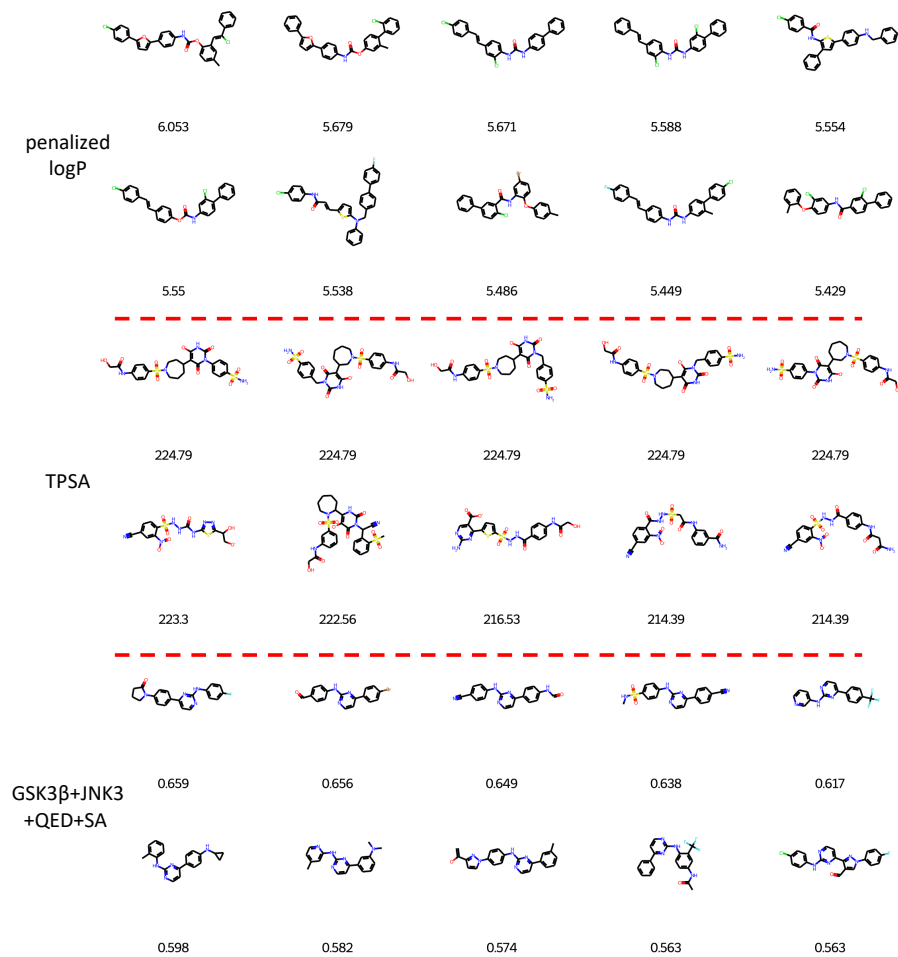 6.053 5.679 5.671 5.588 5.554
penalized
logP
5.55 5.538 5.486 5.449 5.429
224.79 224.79 224.79 224.79 224.79
TPSA
223.3 222.56 216.53 214.39 214.39
0.659 0.656 0.649 0.638 0.617
GSK3β+JNK3
+QED+SA
0.598 0.582 0.574 0.563 0.563